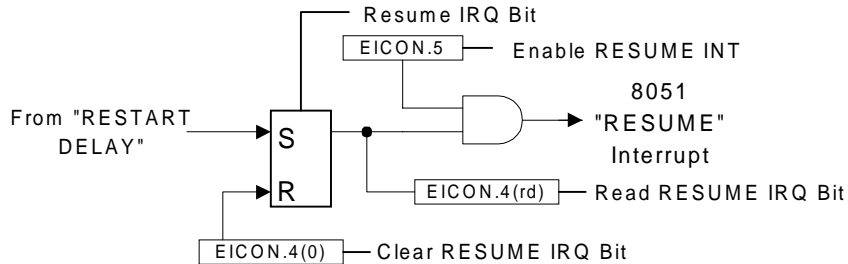 Resume IRQ Bit
EICON.5
Enable RESUME INT
From "RESTART
DELAY"
S
R
8051
"RESUME"
Interrupt
EICON.4(rd)
Read RESUME IRQ Bit
EICON.4(0)
Clear RESUME IRQ Bit